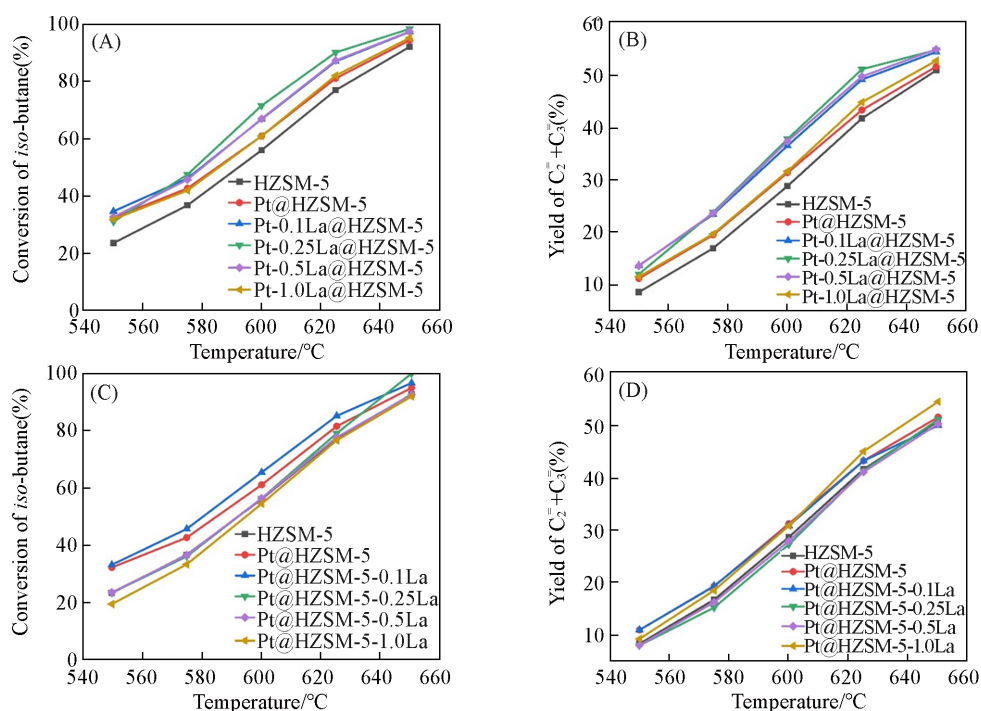 (A)
Conversion of iso-butane(%)
100
80
60
40
20
0
HZSM-5
Pt@HZSM-5
Pt-0.1La@HZSM-5
Pt-0.25La@HZSM-5
Pt-0.5La@HZSM-5
Pt-1.0La@HZSM-5
540 560 580 600 620 640 660
Temperature/℃
(B)
Yield of C₂⁼+C₃⁼(%)
60
50
40
30
20
10
HZSM-5
Pt@HZSM-5
Pt-0.1La@HZSM-5
Pt-0.25La@HZSM-5
Pt-0.5La@HZSM-5
Pt-1.0La@HZSM-5
540 560 580 600 620 640 660
Temperature/℃
(C)
Conversion of iso-butane(%)
100
80
60
40
20
0
HZSM-5
Pt@HZSM-5
Pt@HZSM-5-0.1La
Pt@HZSM-5-0.25La
Pt@HZSM-5-0.5La
Pt@HZSM-5-1.0La
540 560 580 600 620 640 660
Temperature/℃
(D)
Yield of C₂⁼+C₃⁼(%)
60
50
40
30
20
10
HZSM-5
Pt@HZSM-5
Pt@HZSM-5-0.1La
Pt@HZSM-5-0.25La
Pt@HZSM-5-0.5La
Pt@HZSM-5-1.0La
540 560 580 600 620 640 660
Temperature/℃